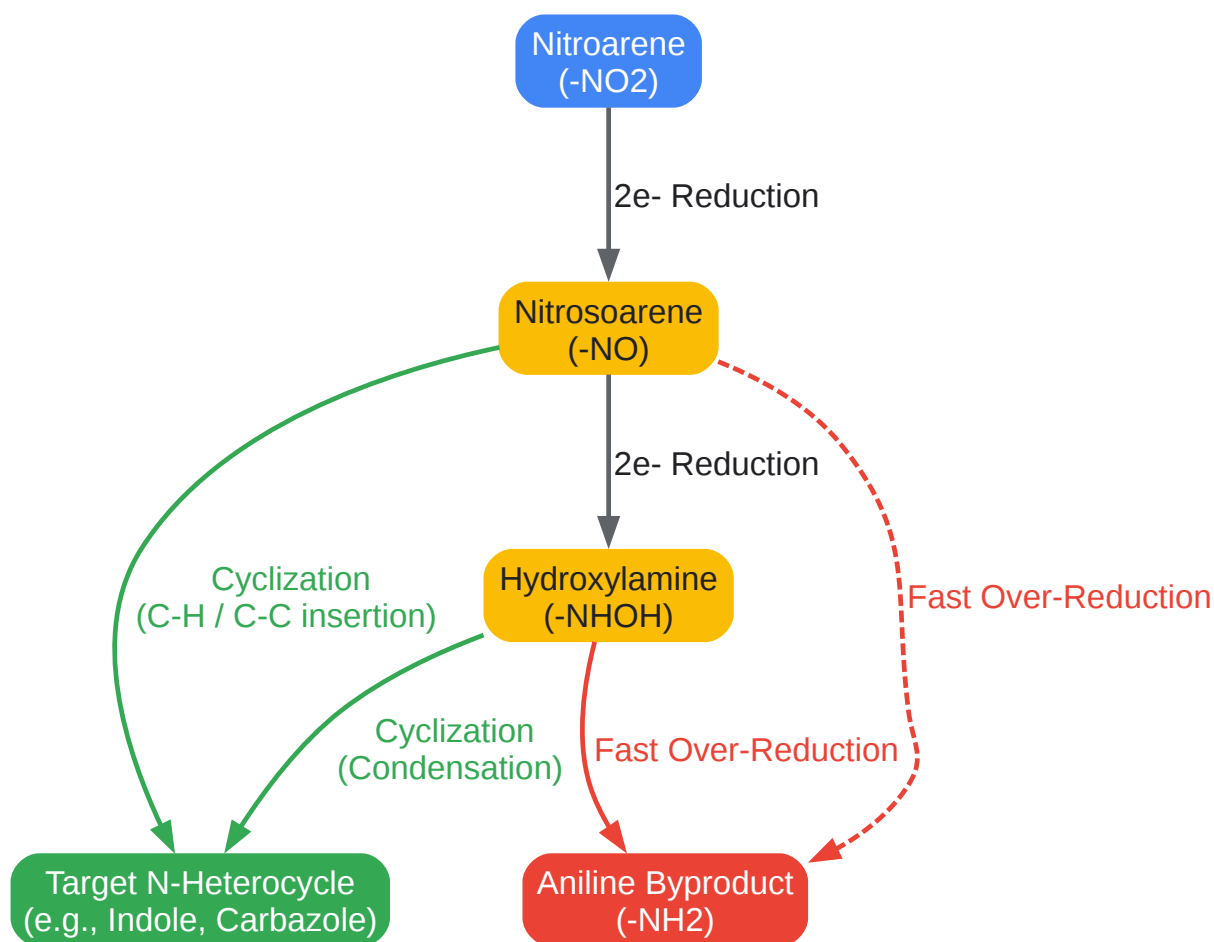 Nitroarene
(-NO2)
2e- Reduction
Nitrosoarene
(-NO)
2e- Reduction
Hydroxylamine
(-NHOH)
Cyclization
(C-H / C-C insertion)
Fast Over-Reduction
Cyclization
(Condensation)
Fast Over-Reduction
Target N-Heterocycle
(e.g., Indole, Carbazole)
Aniline Byproduct
(-NH2)